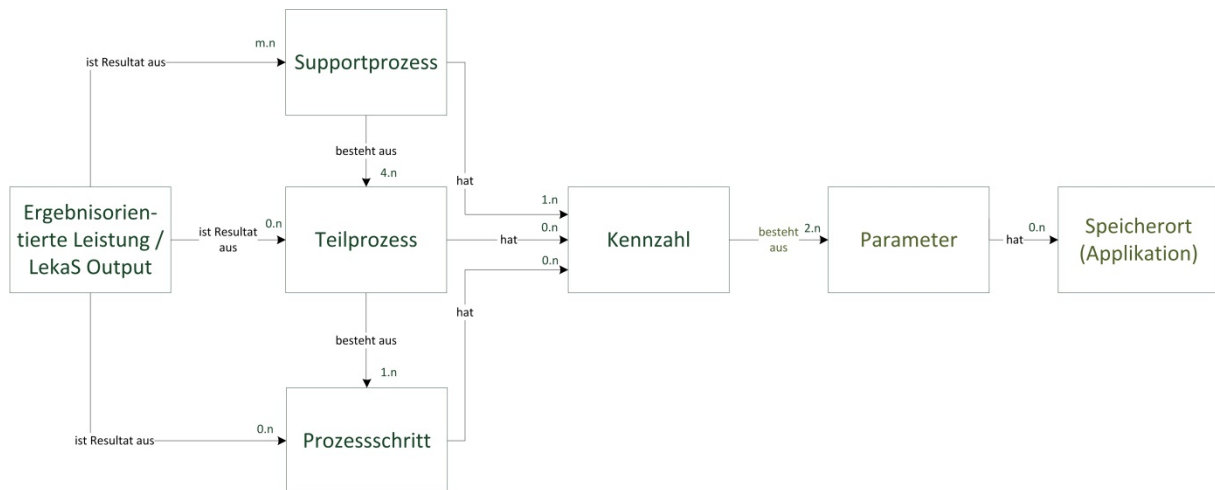 m.n
ist Resultat aus
Supportprozess
besteht aus
4.n
hat
Ergebnisorien-
tierte Leistung /
LekaS Output
ist Resultat
aus
0.n
Teilprozess
hat
1.n
0.n
0.n
Kennzahl
besteht
aus
2.n
Parameter
hat
0.n
Speicherort
(Applikation)
hat
besteht aus
1.n
ist Resultat aus
0.n
Prozessschritt